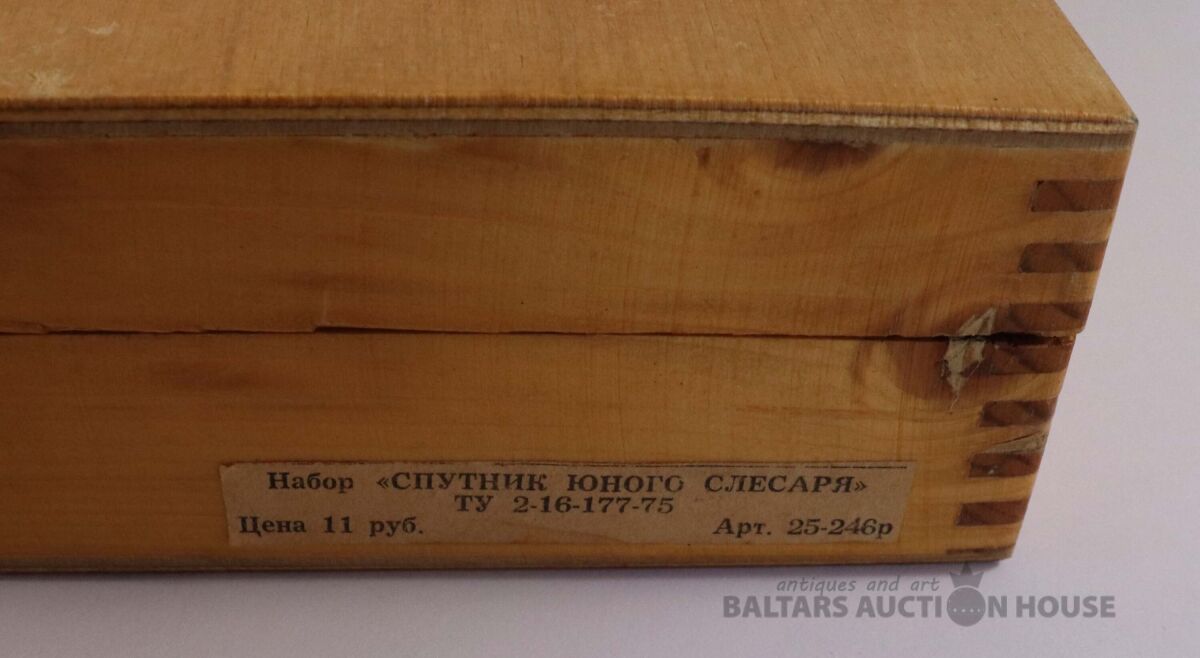 Набор «СПУТНИК ЮНОГО СЛЕСАРЯ»
ТУ 2-16-177-75
Цена 11 руб. Арт. 25-246р
antiques and art
BALTARS AUCTION HOUSE